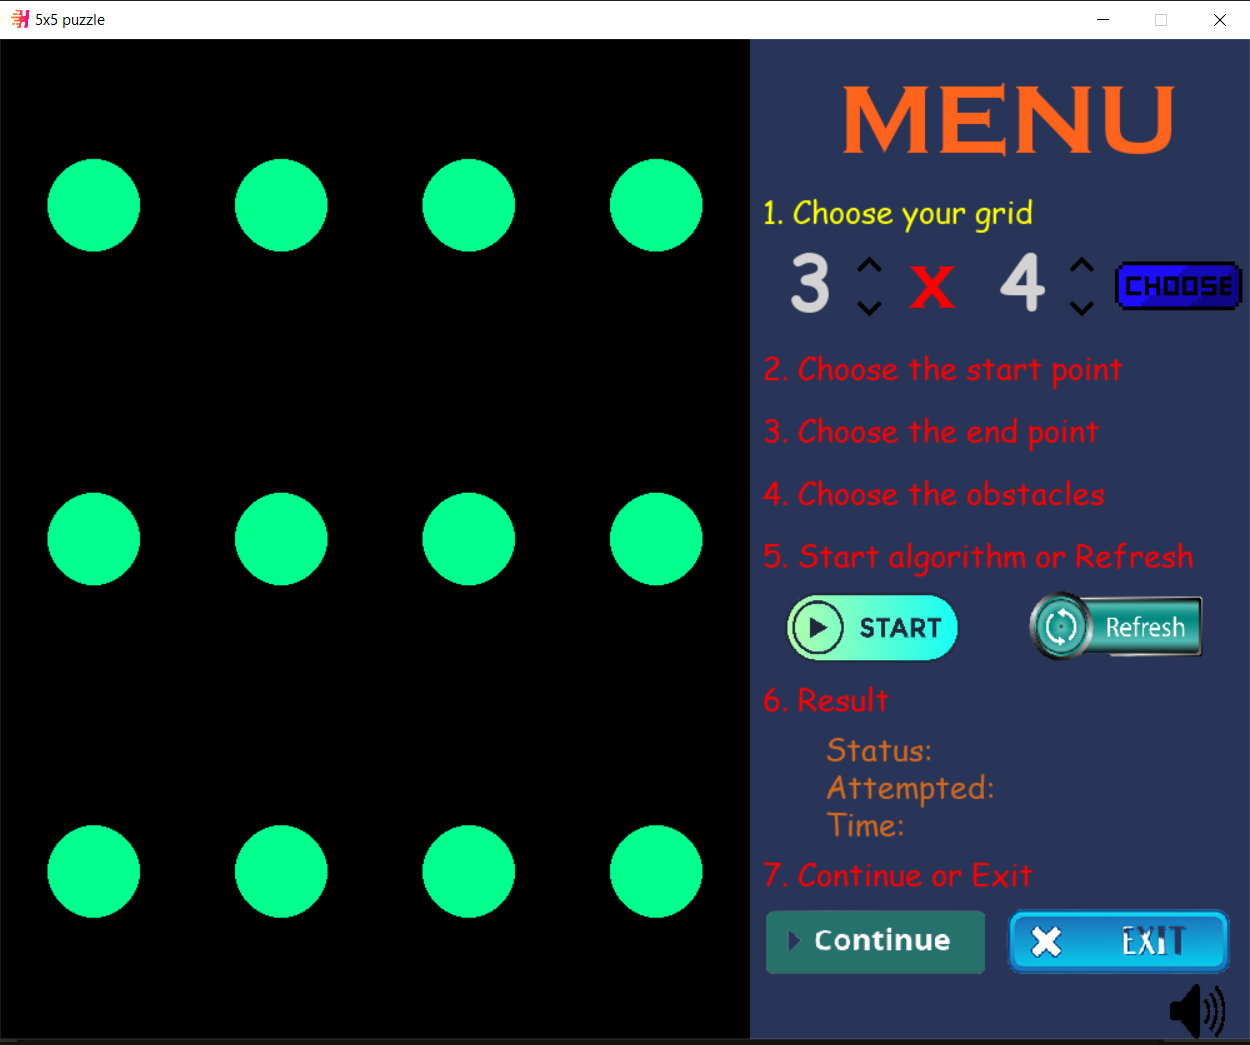 5x5 puzzle
MENU
1. Choose your grid
3 x 4 CHOOSE
2. Choose the start point
3. Choose the end point
4. Choose the obstacles
5. Start algorithm or Refresh
START Refresh
6. Result
Status:
Attempted:
Time:
7. Continue or Exit
Continue EXIT